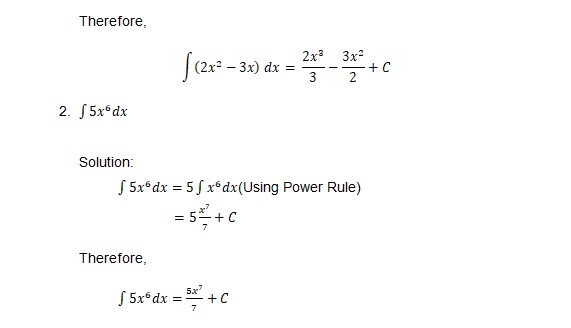 Therefore,
∫(2x² − 3x) dx = 2x³/3 − 3x²/2 + C
2. ∫5x⁶dx
Solution:
∫5x⁶dx = 5∫x⁶dx(Using Power Rule)
= 5 x⁷/7 + C
Therefore,
∫5x⁶dx = 5x⁷/7 + C